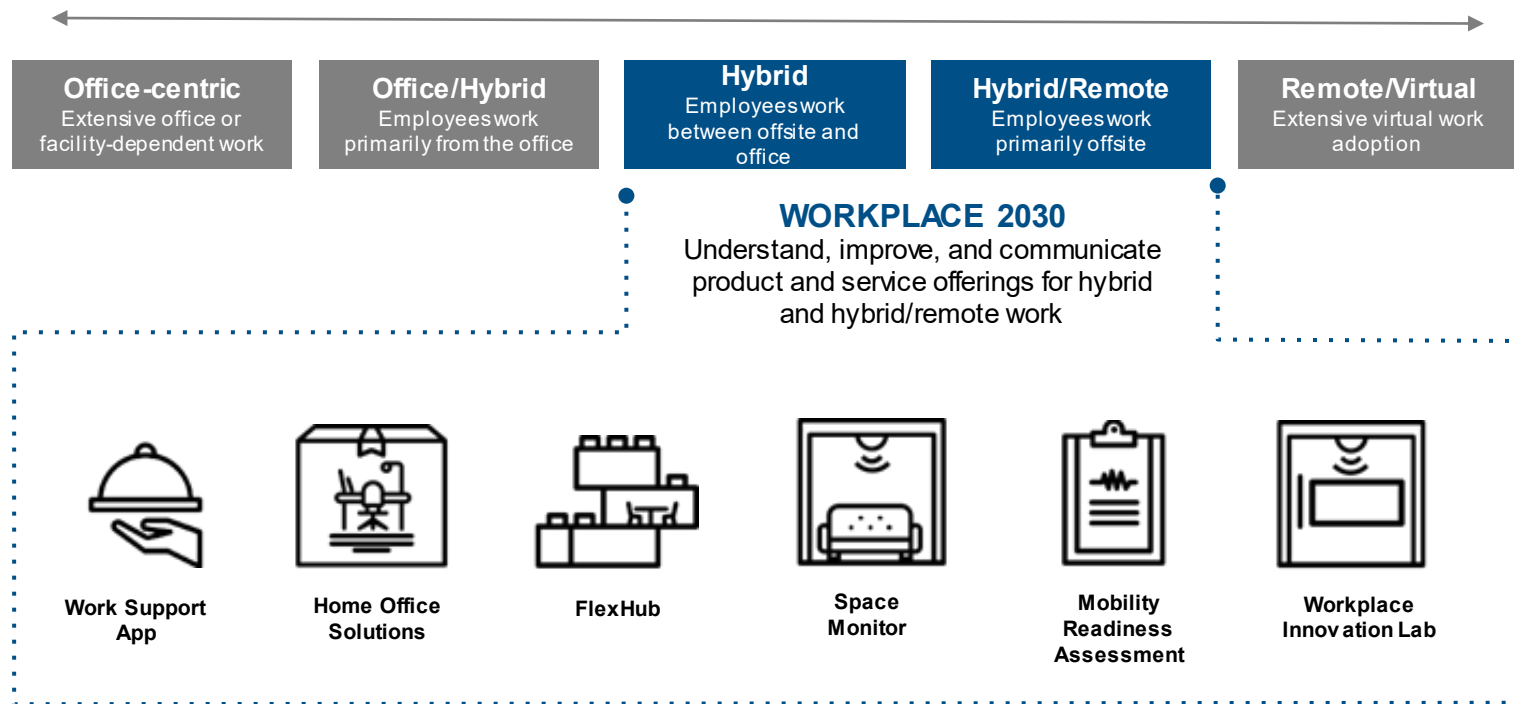 Office-centric
Extensive office or
facility-dependent work
Office/Hybrid
Employees work
primarily from the office
Hybrid
Employees work
between offsite and
office
Hybrid/Remote
Employees work
primarily offsite
Remote/Virtual
Extensive virtual work
adoption
WORKPLACE 2030
Understand, improve, and communicate
product and service offerings for hybrid
and hybrid/remote work
Work Support
App
Home Office
Solutions
FlexHub
Space
Monitor
Mobility
Readiness
Assessment
Workplace
Innovation Lab